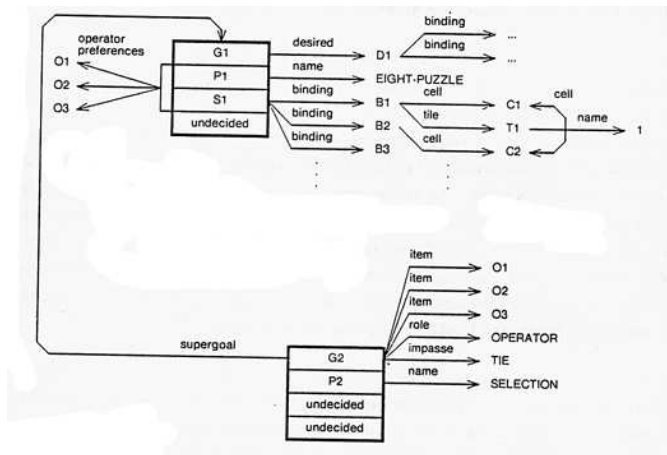 operator
preferences
O1
O2
O3
G1
P1
S1
undecided
desired
D1
binding
...
binding
...
name
EIGHT-PUZZLE
binding
B1
cell
C1
cell
binding
B2
tile
T1
name
1
binding
B3
cell
C2
item
O1
item
O2
item
O3
role
OPERATOR
supergoal
G2
impasse
TIE
P2
name
SELECTION
undecided
undecided